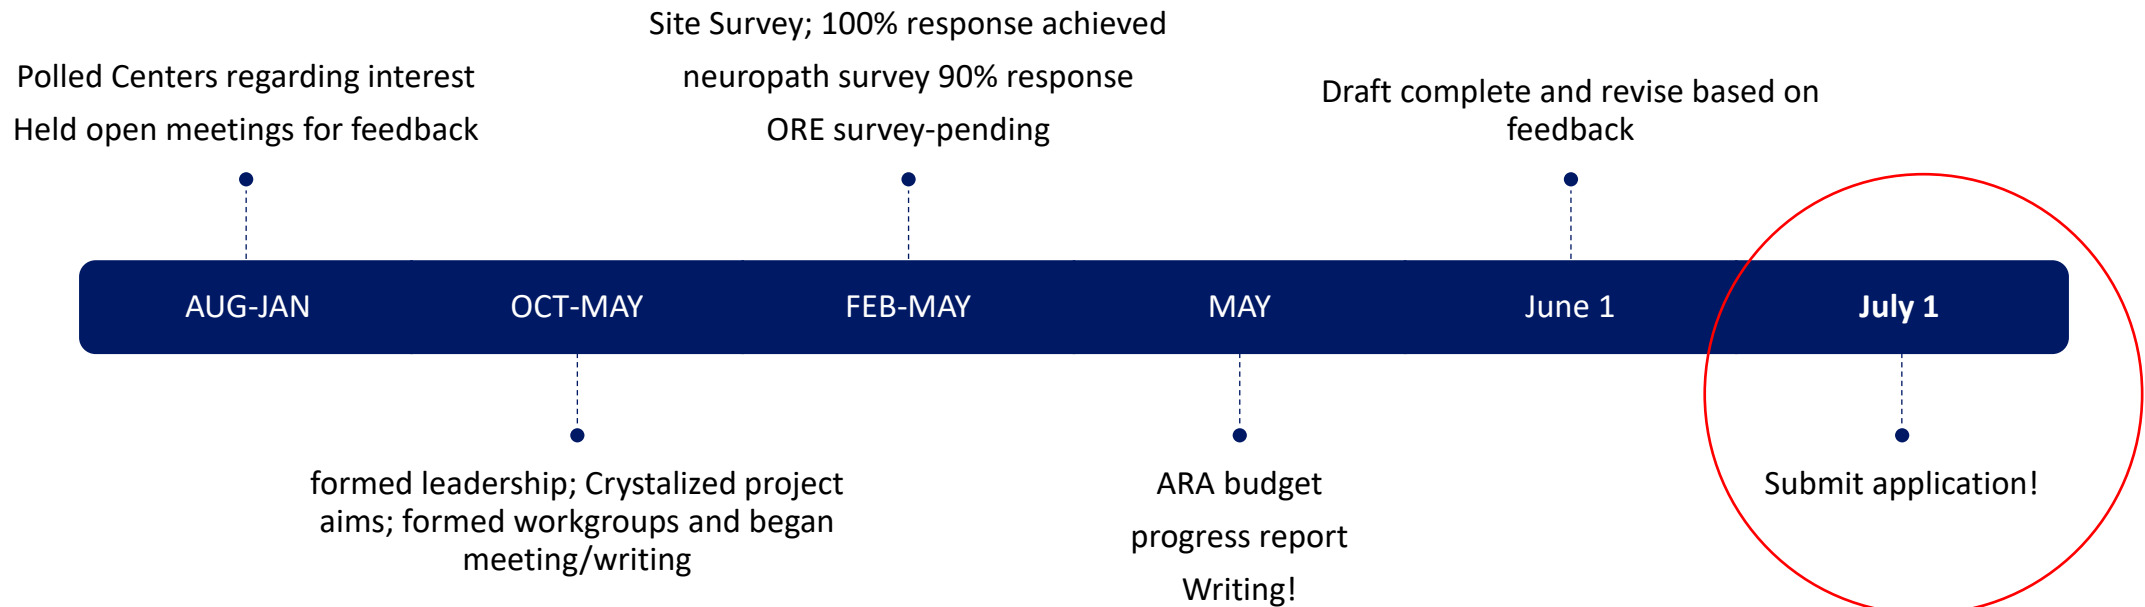 Site Survey; 100% response achieved
Polled Centers regarding interest
neuropath survey 90% response
Draft complete and revise based on
Held open meetings for feedback
ORE survey-pending
feedback
AUG-JAN
OCT-MAY
FEB-MAY
MAY
June 1
July 1
formed leadership; Crystalized project
aims; formed workgroups and began
meeting/writing
ARA budget
progress report
Writing!
Submit application!